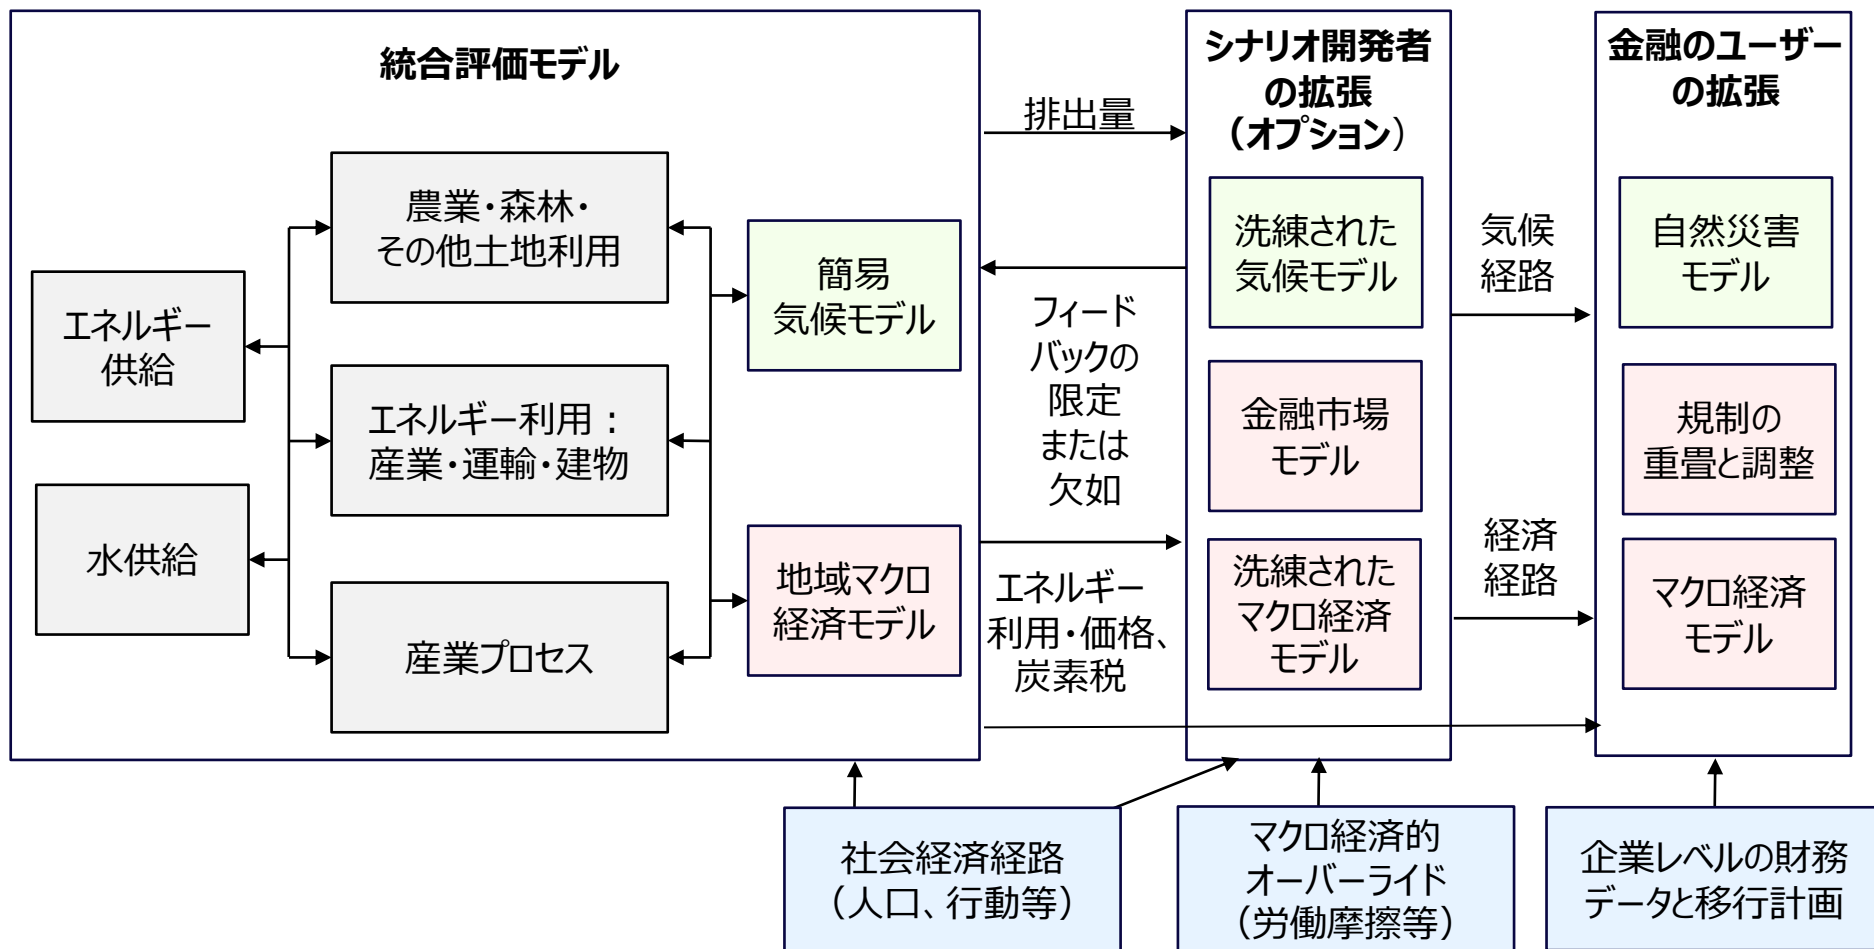 統合評価モデル
農業・森林・
その他土地利用
エネルギー
供給
エネルギー利用：
産業・運輸・建物
水供給
産業プロセス
簡易
気候モデル
地域マクロ
経済モデル
排出量
フィード
バックの
限定
または
欠如
エネルギー
利用・価格、
炭素税
シナリオ開発者
の拡張
（オプション）
洗練された
気候モデル
金融市場
モデル
洗練された
マクロ経済
モデル
気候
経路
経済
経路
金融のユーザー
の拡張
自然災害
モデル
規制の
重畳と調整
マクロ経済
モデル
社会経済経路
（人口、行動等）
マクロ経済的
オーバーライド
（労働摩擦等）
企業レベルの財務
データと移行計画